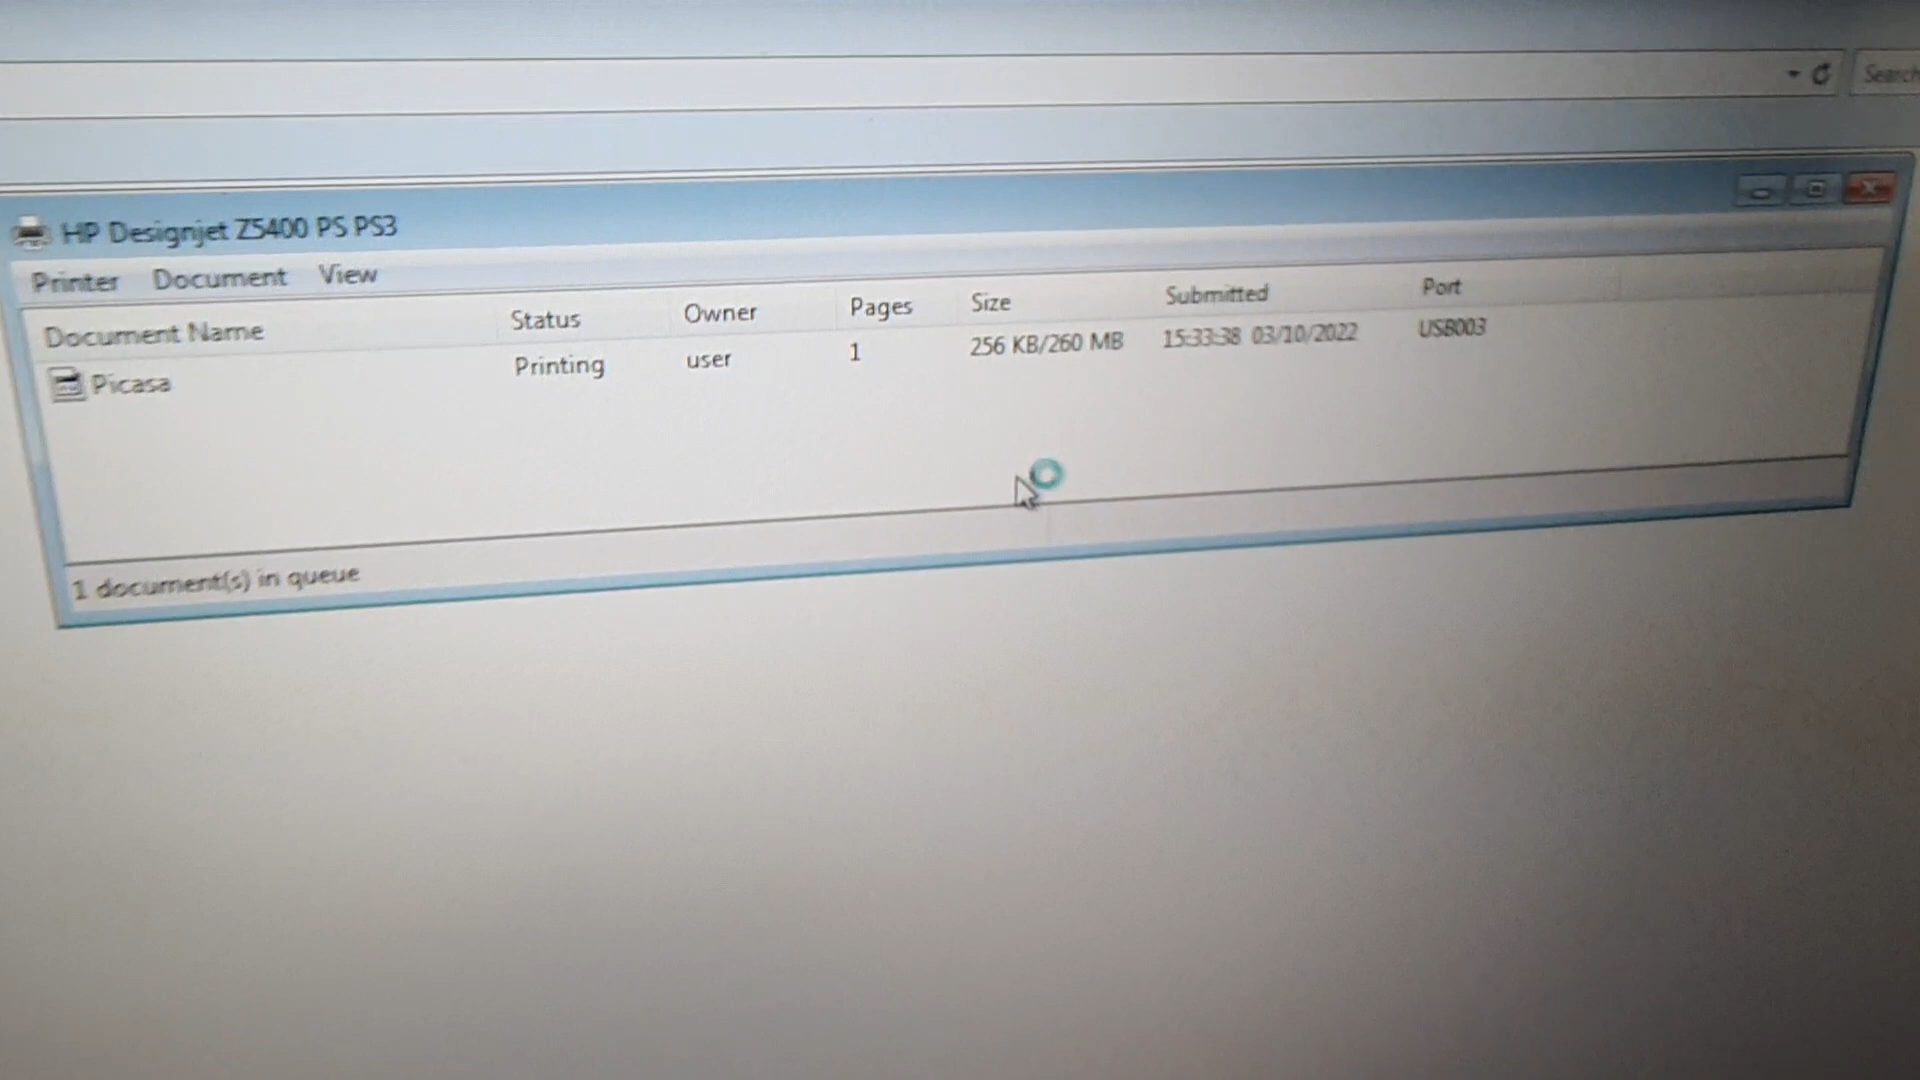 Search
HP Designjet Z5400 PS PS3
Printer Document View
Document Name Status Owner Pages Size Submitted Port
Picasa Printing user 1 256 KB/260 MB 15:33:38 03/10/2022 USB003
1 document(s) in queue